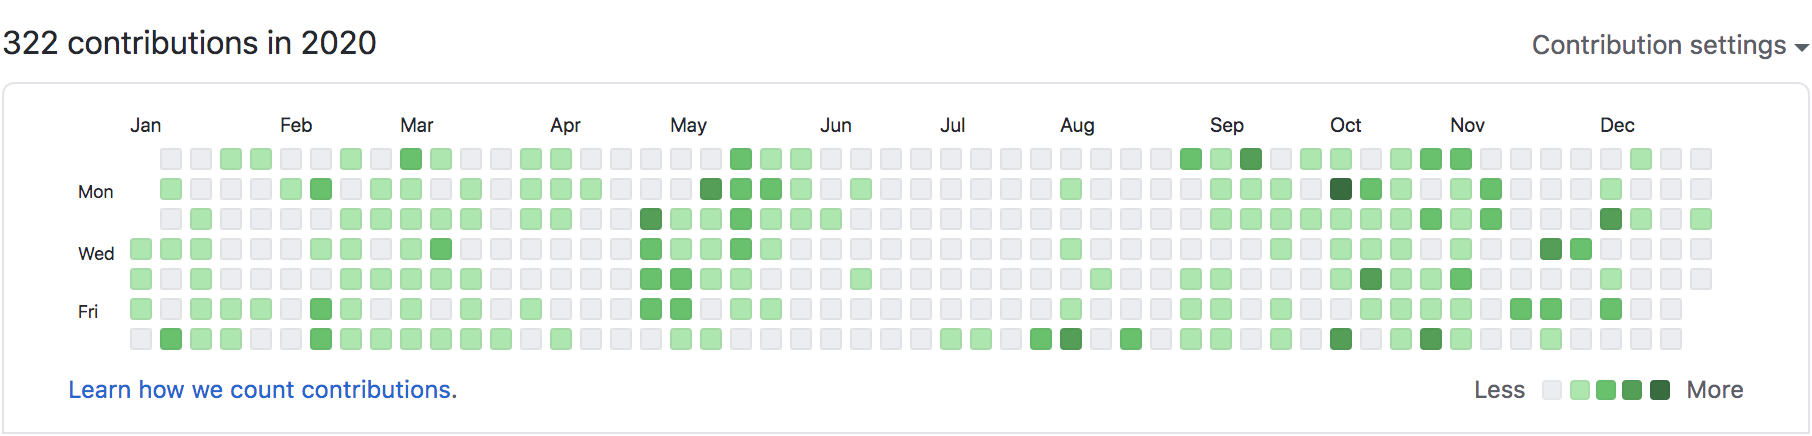 322 contributions in 2020
Contribution settings
Jan Feb Mar Apr May Jun Jul Aug Sep Oct Nov Dec
Mon
Wed
Fri
Learn how we count contributions.
Less More